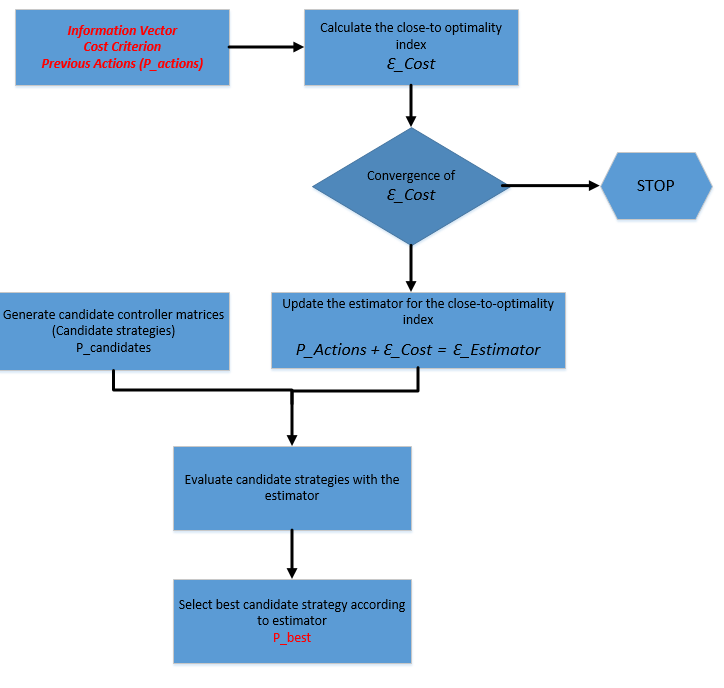 Information Vector
Cost Criterion
Previous Actions (P_actions)
Calculate the close-to optimality
index
Ɛ_Cost
Convergence of
Ɛ_Cost
STOP
Generate candidate controller matrices
(Candidate strategies)
P_candidates
Update the estimator for the close-to-optimality
index
P_Actions + Ɛ_Cost = Ɛ_Estimator
Evaluate candidate strategies with the
estimator
Select best candidate strategy according
to estimator
P_best